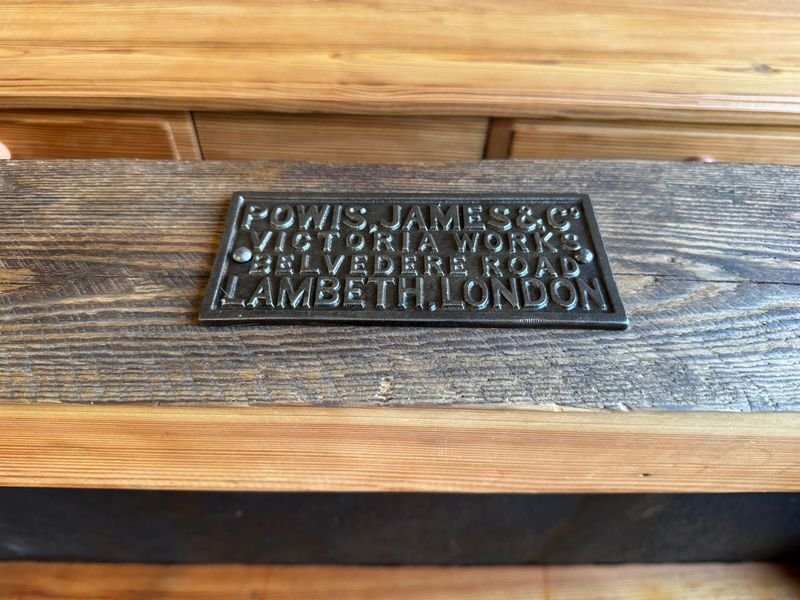 POWIS, JAMES & Cº
VICTORIA WORKS
BELVEDERE ROAD
LAMBETH, LONDON